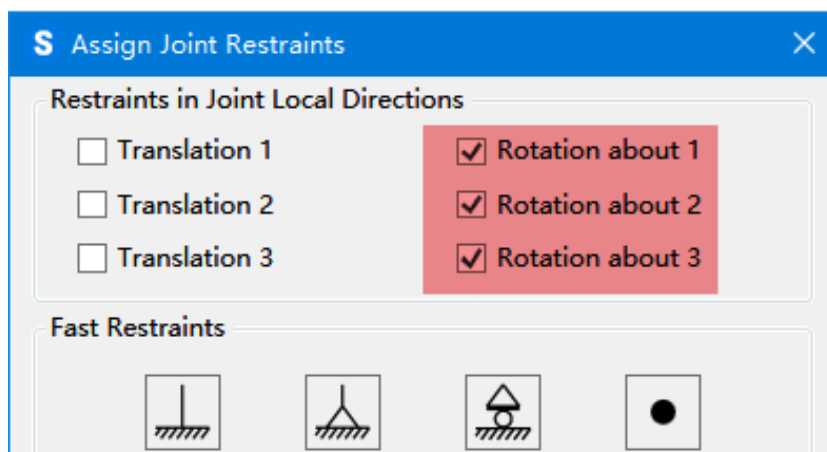 S Assign Joint Restraints
Restraints in Joint Local Directions
Translation 1 Rotation about 1
Translation 2 Rotation about 2
Translation 3 Rotation about 3
Fast Restraints